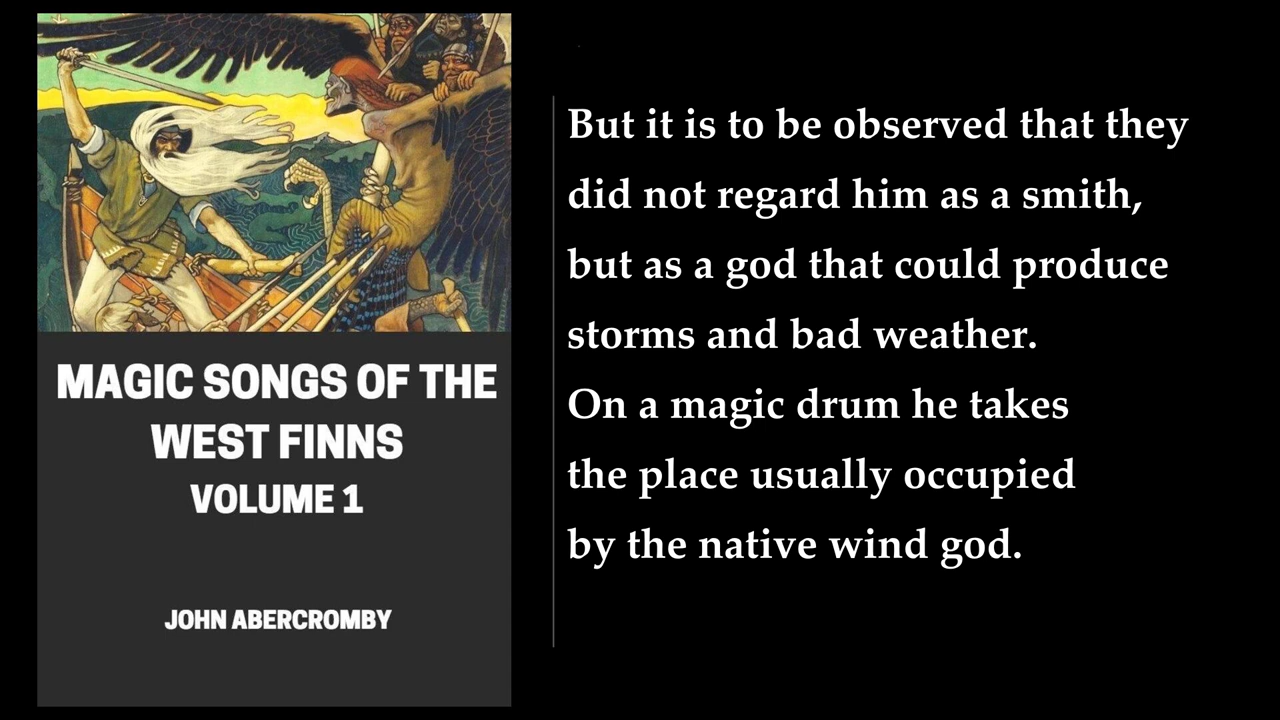 MAGIC SONGS OF THE
WEST FINNS
VOLUME 1
JOHN ABERCROMBY
But it is to be observed that they
did not regard him as a smith,
but as a god that could produce
storms and bad weather.
On a magic drum he takes
the place usually occupied
by the native wind god.